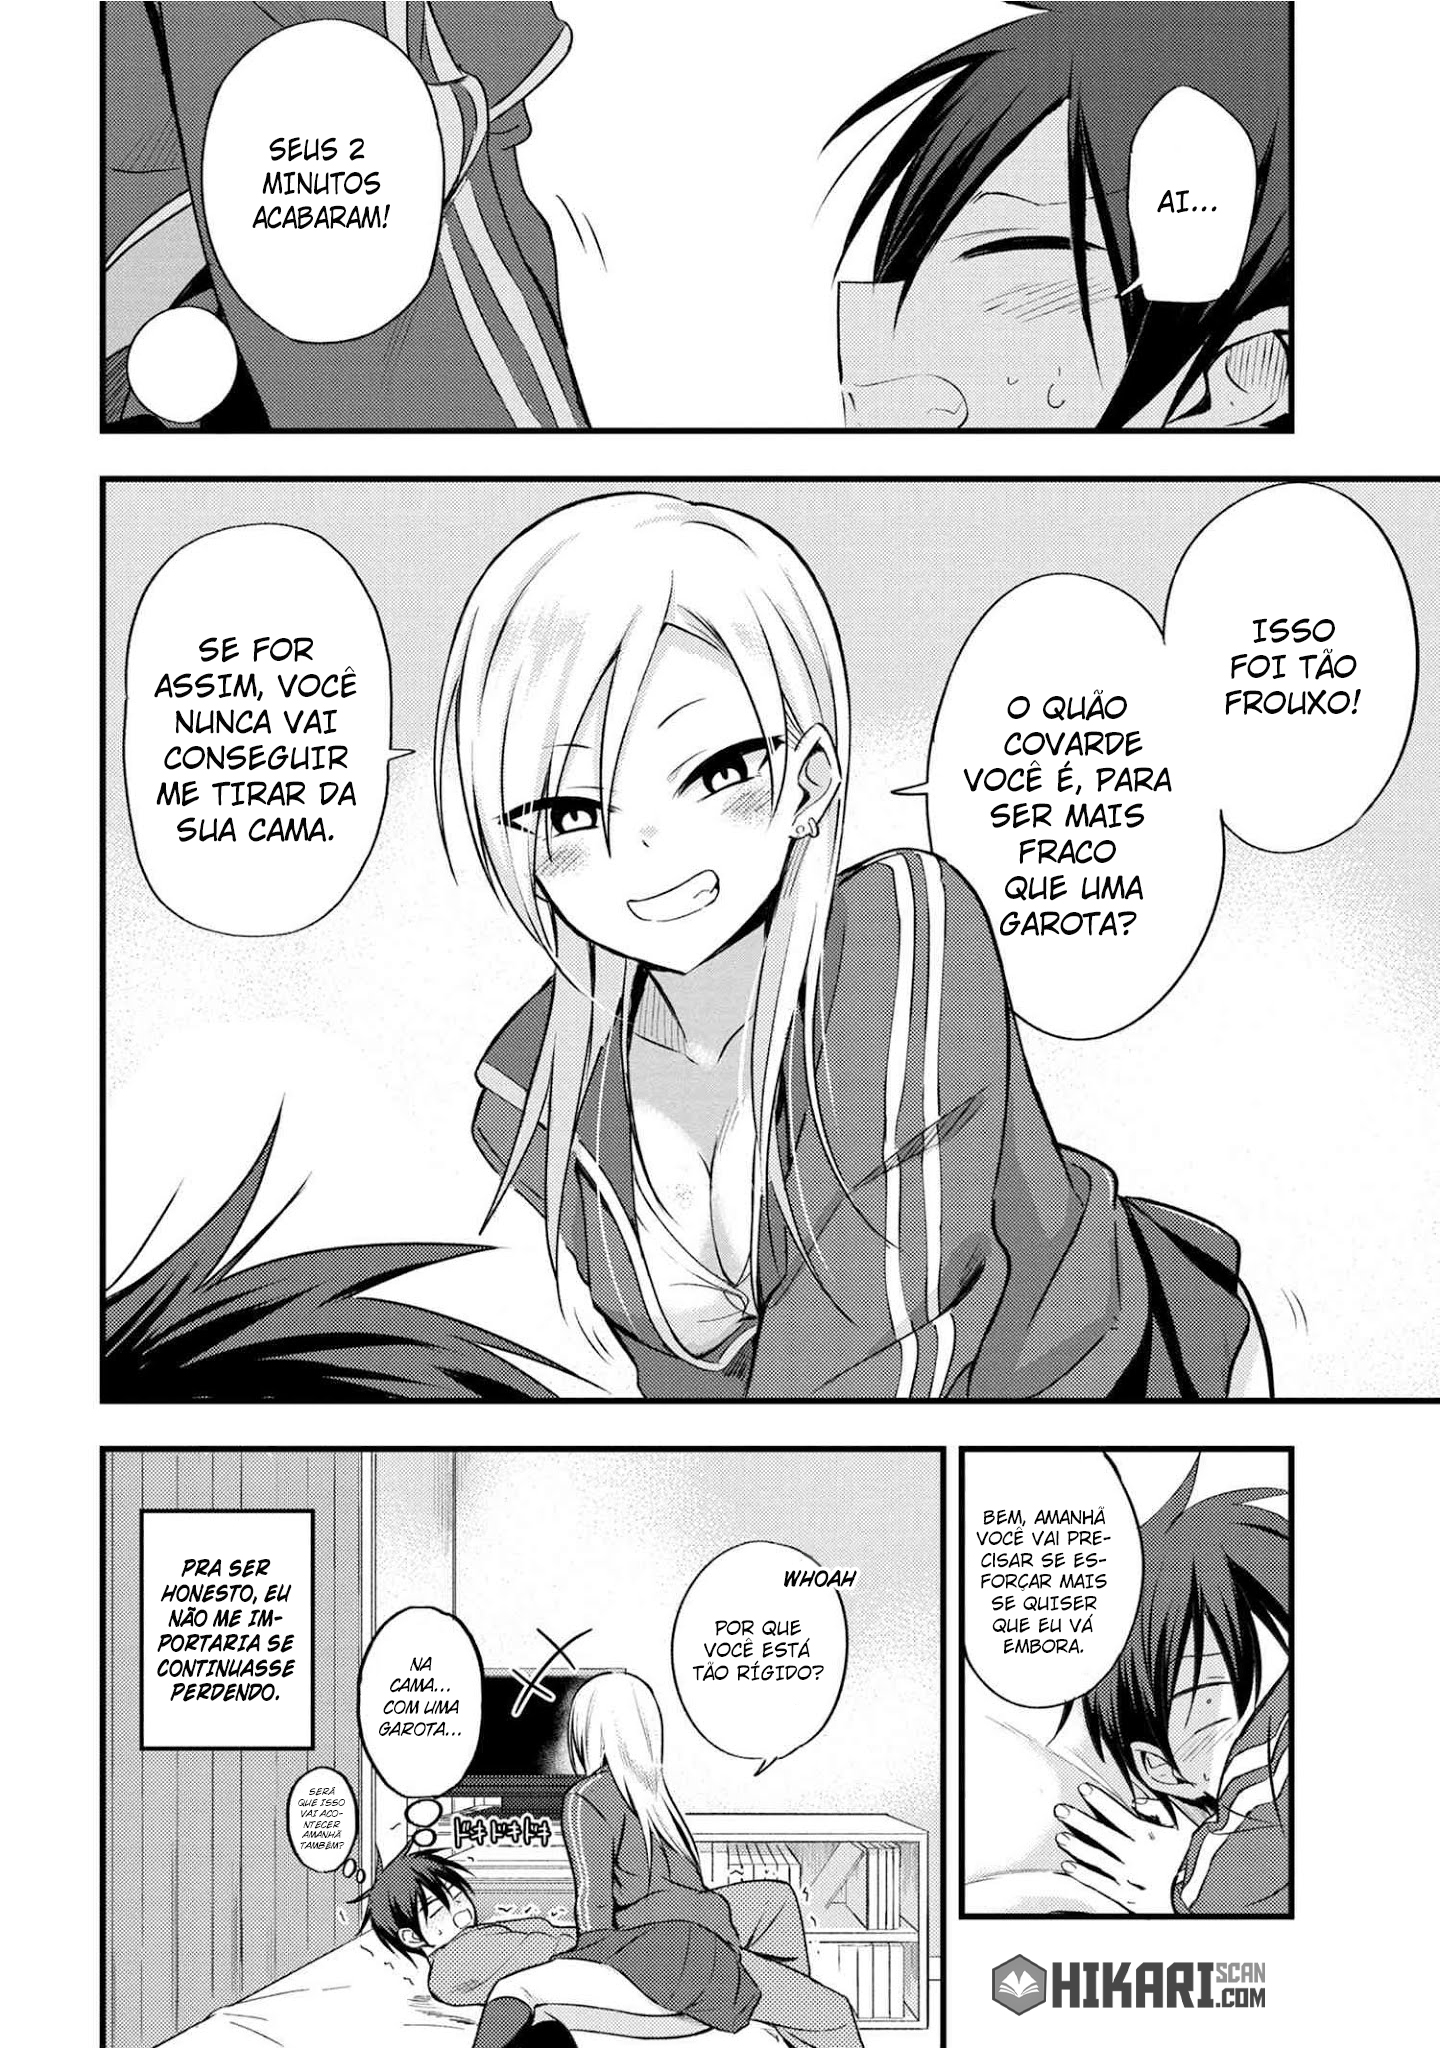 AI...
SEUS 2
MINUTOS
ACABARAM!
ISSO
FOI TÃO
FROUXO!
O QUÃO
COVARDE
VOCÊ É, PARA
SER MAIS
FRACO
QUE UMA
GAROTA?
SE FOR
ASSIM, VOCÊ
NUNCA VAI
CONSEGUIR
ME TIRAR DA
SUA CAMA.
BEM, AMANHÃ
VOCÊ VAI PRE-
CISAR SE ES-
FORÇAR MAIS
SE QUISER
QUE EU VÁ
EMBORA.
WHOAH
POR QUE
VOCÊ ESTÁ
TÃO RÍGIDO?
NA
CAMA...
COM UMA
GAROTA...
ドキドキドキ
SERÁ
QUE ISSO
VAI ACO-
NTECER
AMANHÃ
TAMBÉM?
PRA SER
HONESTO, EU
NÃO ME IM-
PORTARIA SE
CONTINUASSE
PERDENDO.
HIKARI SCAN
.COM